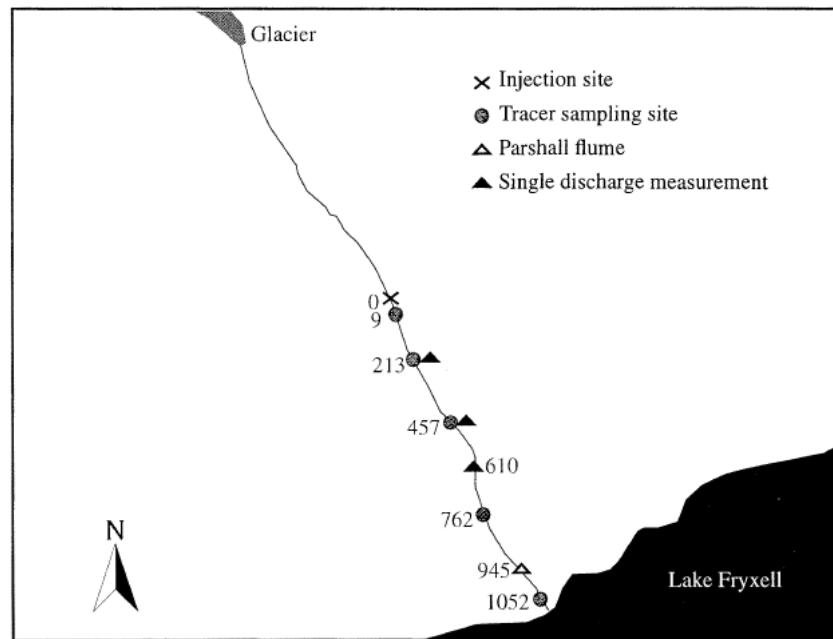 Glacier
Injection site
Tracer sampling site
Parshall flume
Single discharge measurement
0
9
213
457
610
762
945
1052
N
Lake Fryxell